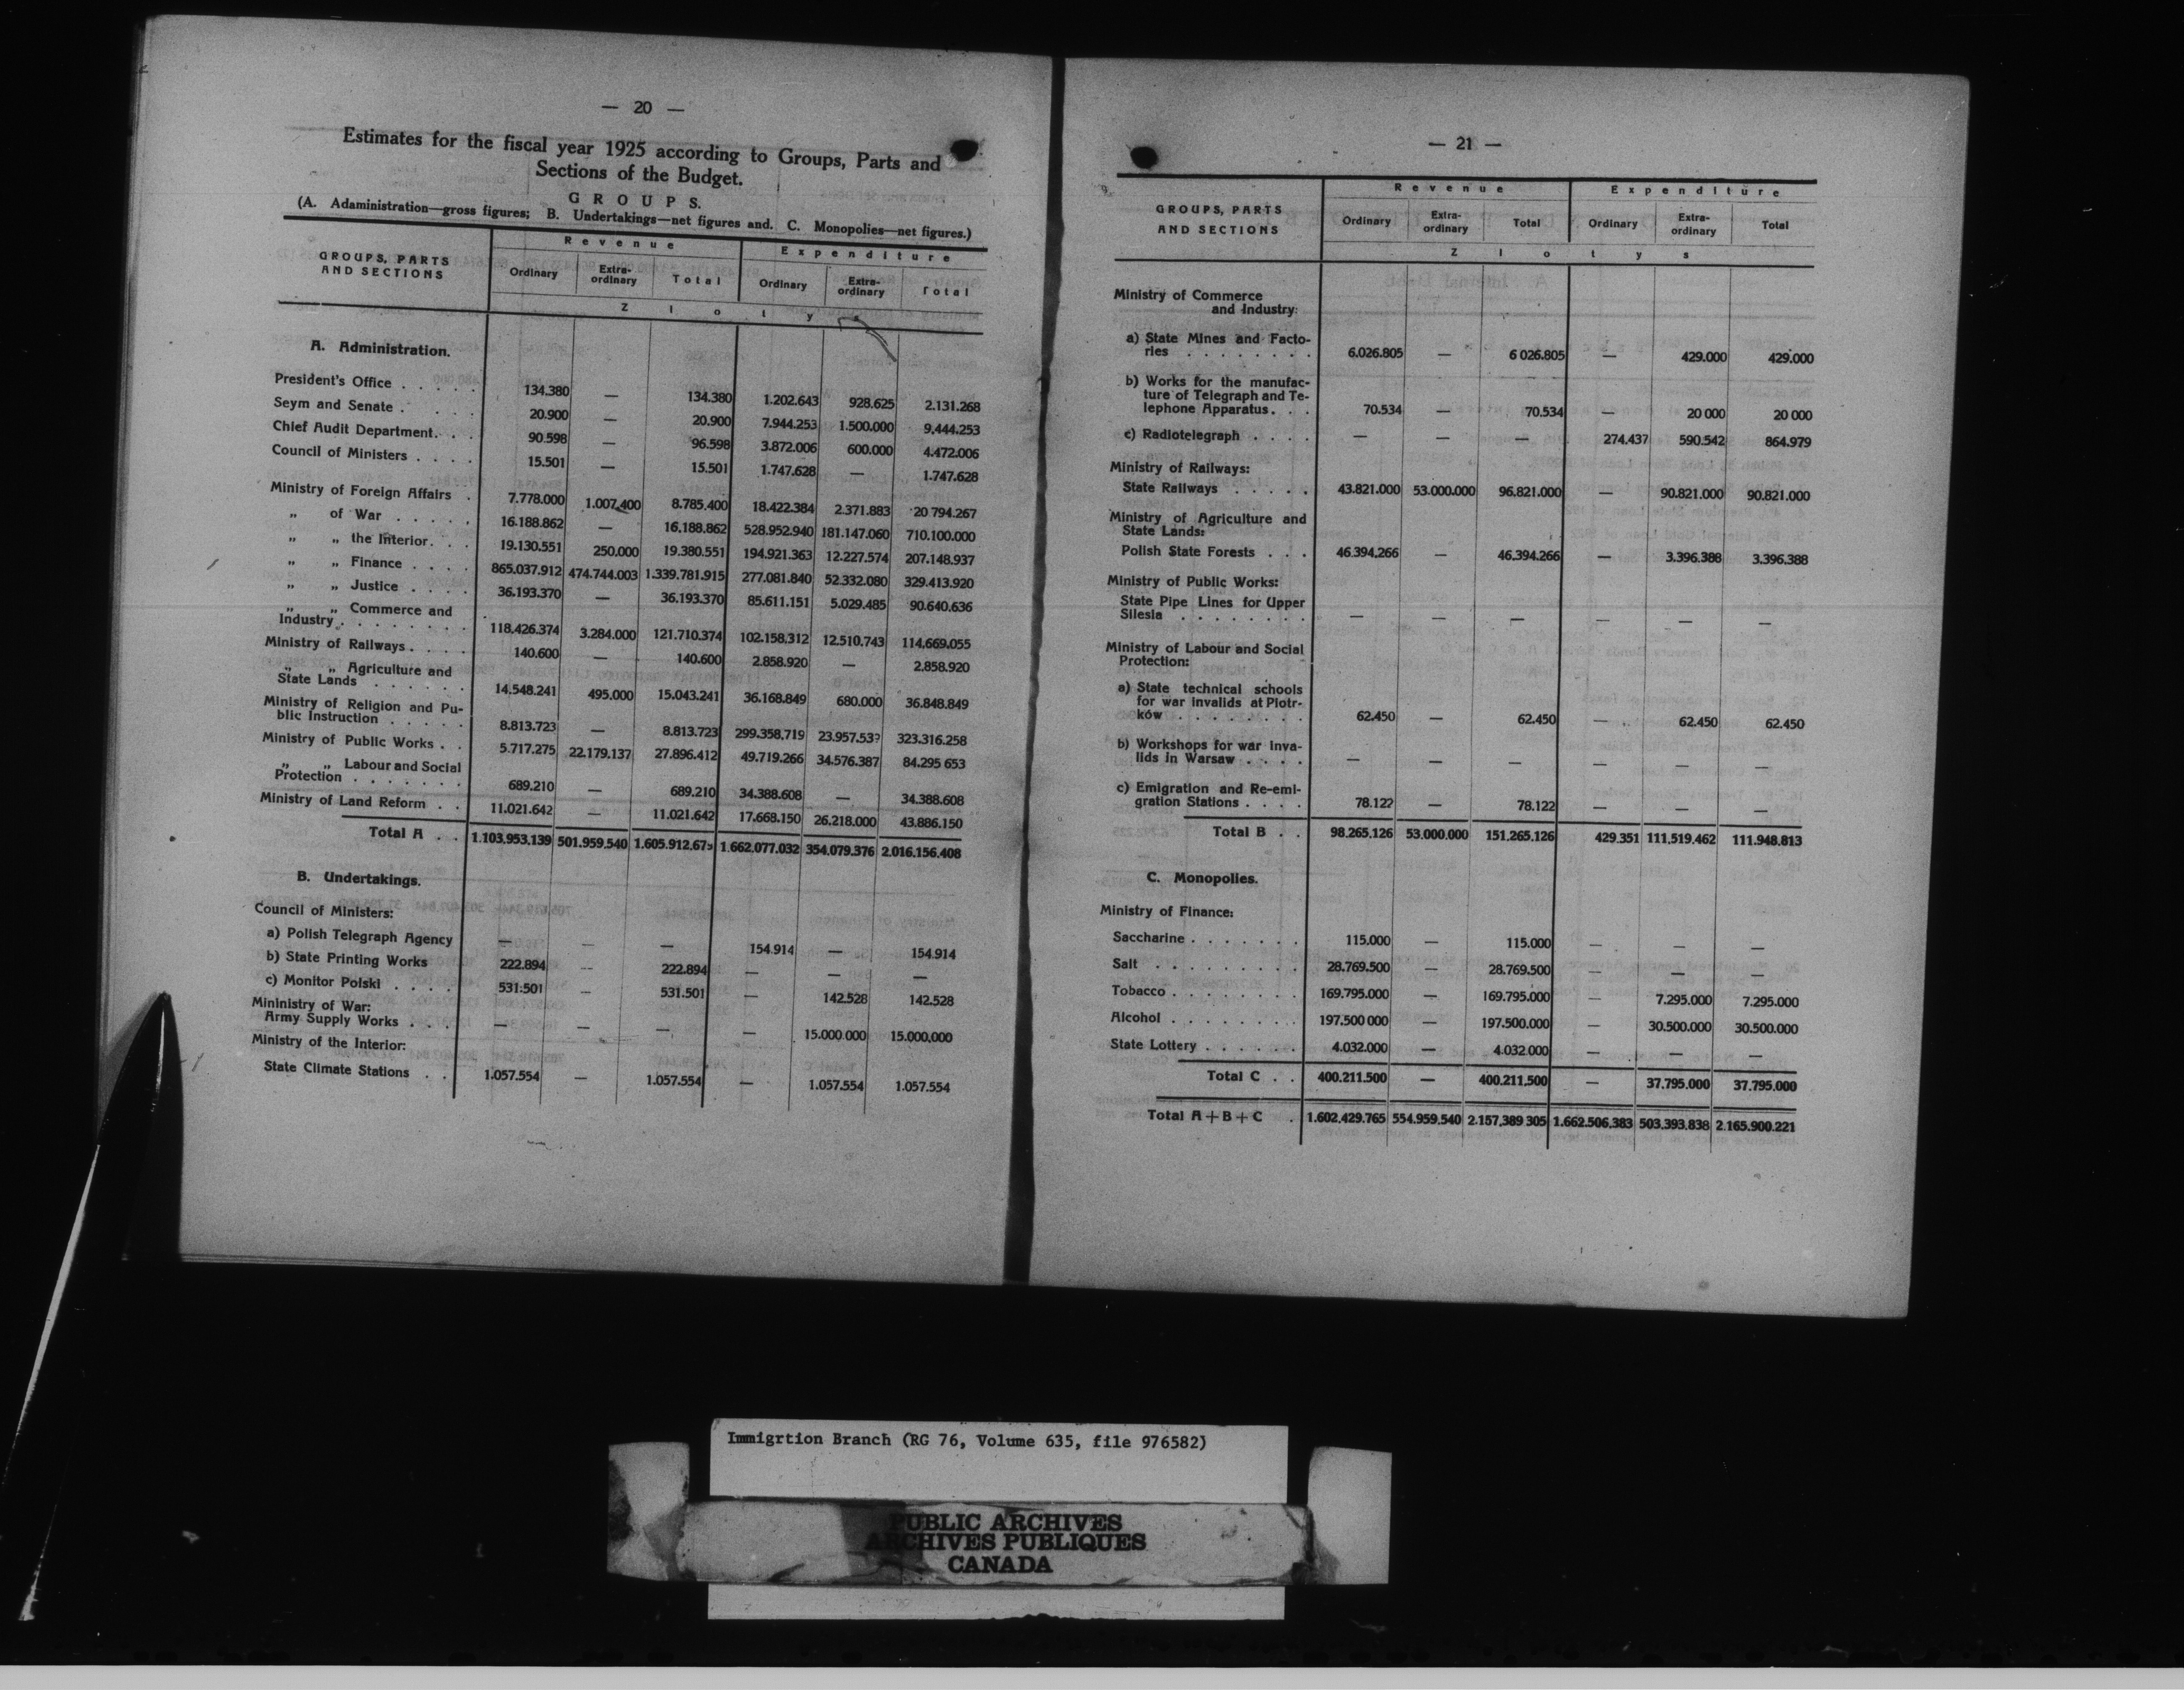 — 20 —
Estimates for the fiscal year 1925 according to Groups, Parts and
Sections of the Budget.
GROUPS.
(A. Adaministration—gross figures; B. Undertakings—net figures and. C. Monopolies—net figures.)
GROUPS, PARTS AND SECTIONS | Revenue | Expenditure
Ordinary | Extra-ordinary | Total | Ordinary | Extra-ordinary | Total
Zlotys
A. Administration.
President's Office . . . . . 134.380 — 134.380 1.202.643 928.625 2.131.268
Seym and Senate . . . . 20.900 — 20.900 7.944.253 1.500.000 9.444.253
Chief Audit Department. . . 90.598 — 96.598 3.872.006 600.000 4.472.006
Council of Ministers . . . . 15.501 — 15.501 1.747.628 — 1.747.628
Ministry of Foreign Affairs . 7.778.000 1.007.400 8.785.400 18.422.384 2.371.883 20 794.267
„ of War . . . . . 16.188.862 — 16.188.862 528.952.940 181.147.060 710.100.000
„ „ the Interior. . . 19.130.551 250.000 19.380.551 194.921.363 12.227.574 207.148.937
„ „ Finance . . . . 865.037.912 474.744.003 1.339.781.915 277.081.840 52.332.080 329.413.920
„ „ Justice . . . . 36.193.370 — 36.193.370 85.611.151 5.029.485 90.640.636
„ „ Commerce and
Industry . . . . . . . . 118.426.374 3.284.000 121.710.374 102.158.312 12.510.743 114.669.055
Ministry of Railways. . . . 140.600 — 140.600 2.858.920 — 2.858.920
„ „ Agriculture and
State Lands . . . . . . 14.548.241 495.000 15.043.241 36.168.849 680.000 36.848.849
Ministry of Religion and Pu-
blic Instruction . . . . . 8.813.723 — 8.813.723 299.358.719 323.316.258
Ministry of Public Works . . 5.717.275 22.179.137 27.896.412 49.719.266 34.576.387 84.295 653
„ „ Labour and Social
Protection . . . . . . . 689.210 — 689.210 34.388.608 — 34.388.608
Ministry of Land Reform . . 11.021.642 — 11.021.642 17.668.150 26.218.000 43.886.150
Total A . . 1.103.953.139 501.959.540 1.605.912.679 1.662.077.032 354.079.376 2.016.156.408
B. Undertakings.
Council of Ministers:
a) Polish Telegraph Agency — — — 154.914 — 154.914
b) State Printing Works 222.894 — 222.894 — — —
c) Monitor Polski . . . . 531.501 — 531.501 — 142.528 142.528
Mininistry of War:
Army Supply Works . . . — — — — 15.000.000 15.000.000
Ministry of the Interior:
State Climate Stations . . 1.057.554 — 1.057.554 — 1.057.554 1.057.554
— 21 —
GROUPS, PARTS AND SECTIONS | Revenue | Expenditure
Ordinary | Extra-ordinary | Total | Ordinary | Extra-ordinary | Total
Zlotys
Ministry of Commerce
and Industry:
a) State Mines and Facto-
ries . . . . . . . . 6.026.805 — 6 026.805 — 429.000 429.000
b) Works for the manufac-
ture of Telegraph and Te-
lephone Apparatus. . . 70.534 — 70.534 — 20 000 20 000
c) Radiotelegraph . . . . — — — 274.437 590.542 864.979
Ministry of Railways:
State Railways . . . . . 43.821.000 53.000.000 96.821.000 — 90.821.000 90.821.000
Ministry of Agriculture and
State Lands:
Polish State Forests . . . 46.394.266 — 46.394.266 — 3.396.388 3.396.388
Ministry of Public Works:
State Pipe Lines for Upper
Silesia . . . . . . . . — — — — — —
Ministry of Labour and Social
Protection:
a) State technical schools
for war invalids at Piotr-
ków . . . . . . . . 62.450 — 62.450 — 62.450 62.450
b) Workshops for war inva-
lids in Warsaw . . . . — — — — — —
c) Emigration and Re-emi-
gration Stations . . . . 78.122 — 78.122 — — —
Total B . . 98.265.126 53.000.000 151.265.126 429.351 111.519.462 111.948.813
C. Monopolies.
Ministry of Finance:
Saccharine . . . . . . . 115.000 — 115.000 — — —
Salt . . . . . . . . . 28.769.500 — 28.769.500 — — —
Tobacco . . . . . . . . 169.795.000 — 169.795.000 — 7.295.000 7.295.000
Alcohol . . . . . . . . 197.500 000 — 197.500.000 — 30.500.000 30.500.000
State Lottery . . . . . . 4.032.000 — 4.032 000 — — —
Total C . . 400.211.500 — 400.211.500 — 37.795.000 37.795.000
Total A + B + C . 1.602.429.765 554.959.540 2.157.389 305 1.662.506.383 503.393.838 2.165.900.221
Immigrtion Branch (RG 76, Volume 635, file 976582)
PUBLIC ARCHIVES
ARCHIVES PUBLIQUES
CANADA